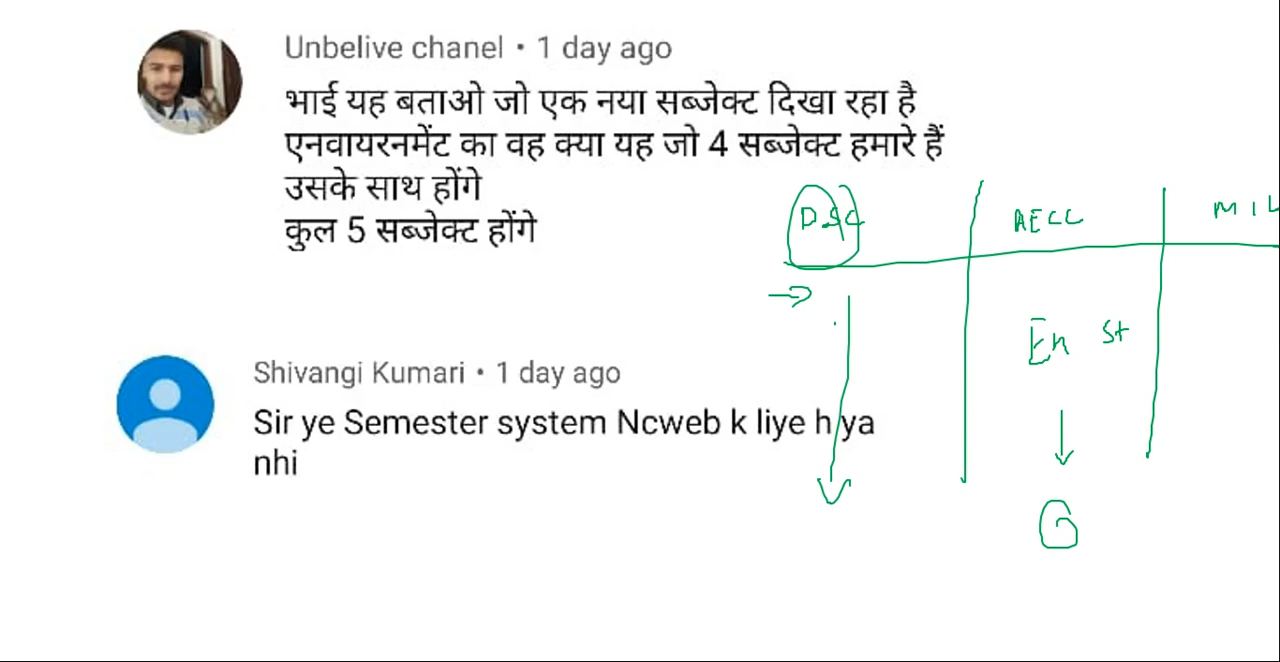 Unbelive chanel • 1 day ago
भाई यह बताओ जो एक नया सब्जेक्ट दिखा रहा है
एनवायरनमेंट का वह क्या यह जो 4 सब्जेक्ट हमारे हैं
उसके साथ होंगे
कुल 5 सब्जेक्ट होंगे
DSC AECC MIL
En St
Shivangi Kumari • 1 day ago
Sir ye Semester system Ncweb k liye h ya
nhi